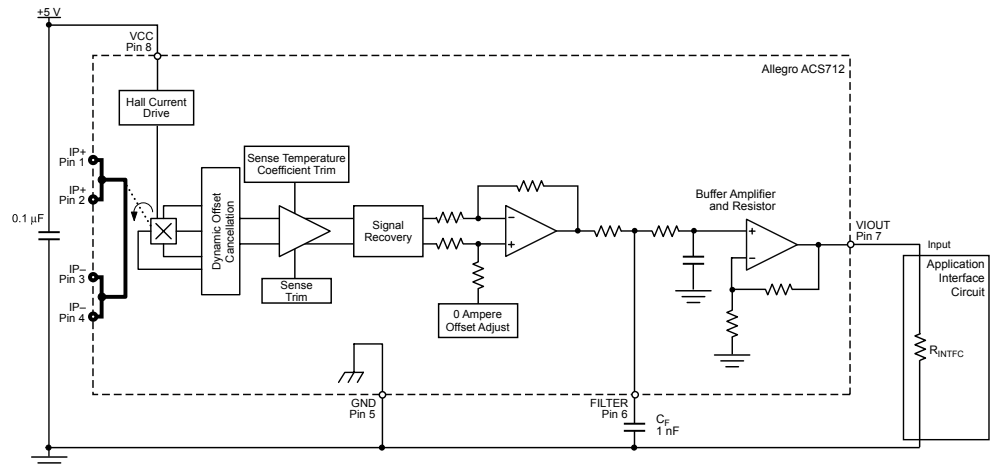 +5 V
VCC
Pin 8
Allegro ACS712
Hall Current
Drive
IP+
Pin 1
IP+
Pin 2
IP–
Pin 3
IP–
Pin 4
0.1 μF
Dynamic Offset
Cancellation
Sense Temperature
Coefficient Trim
Sense
Trim
Signal
Recovery
0 Ampere
Offset Adjust
Buffer Amplifier
and Resistor
VIOUT
Pin 7
Input
Application
Interface
Circuit
RINTFC
GND
Pin 5
FILTER
Pin 6
CF
1 nF